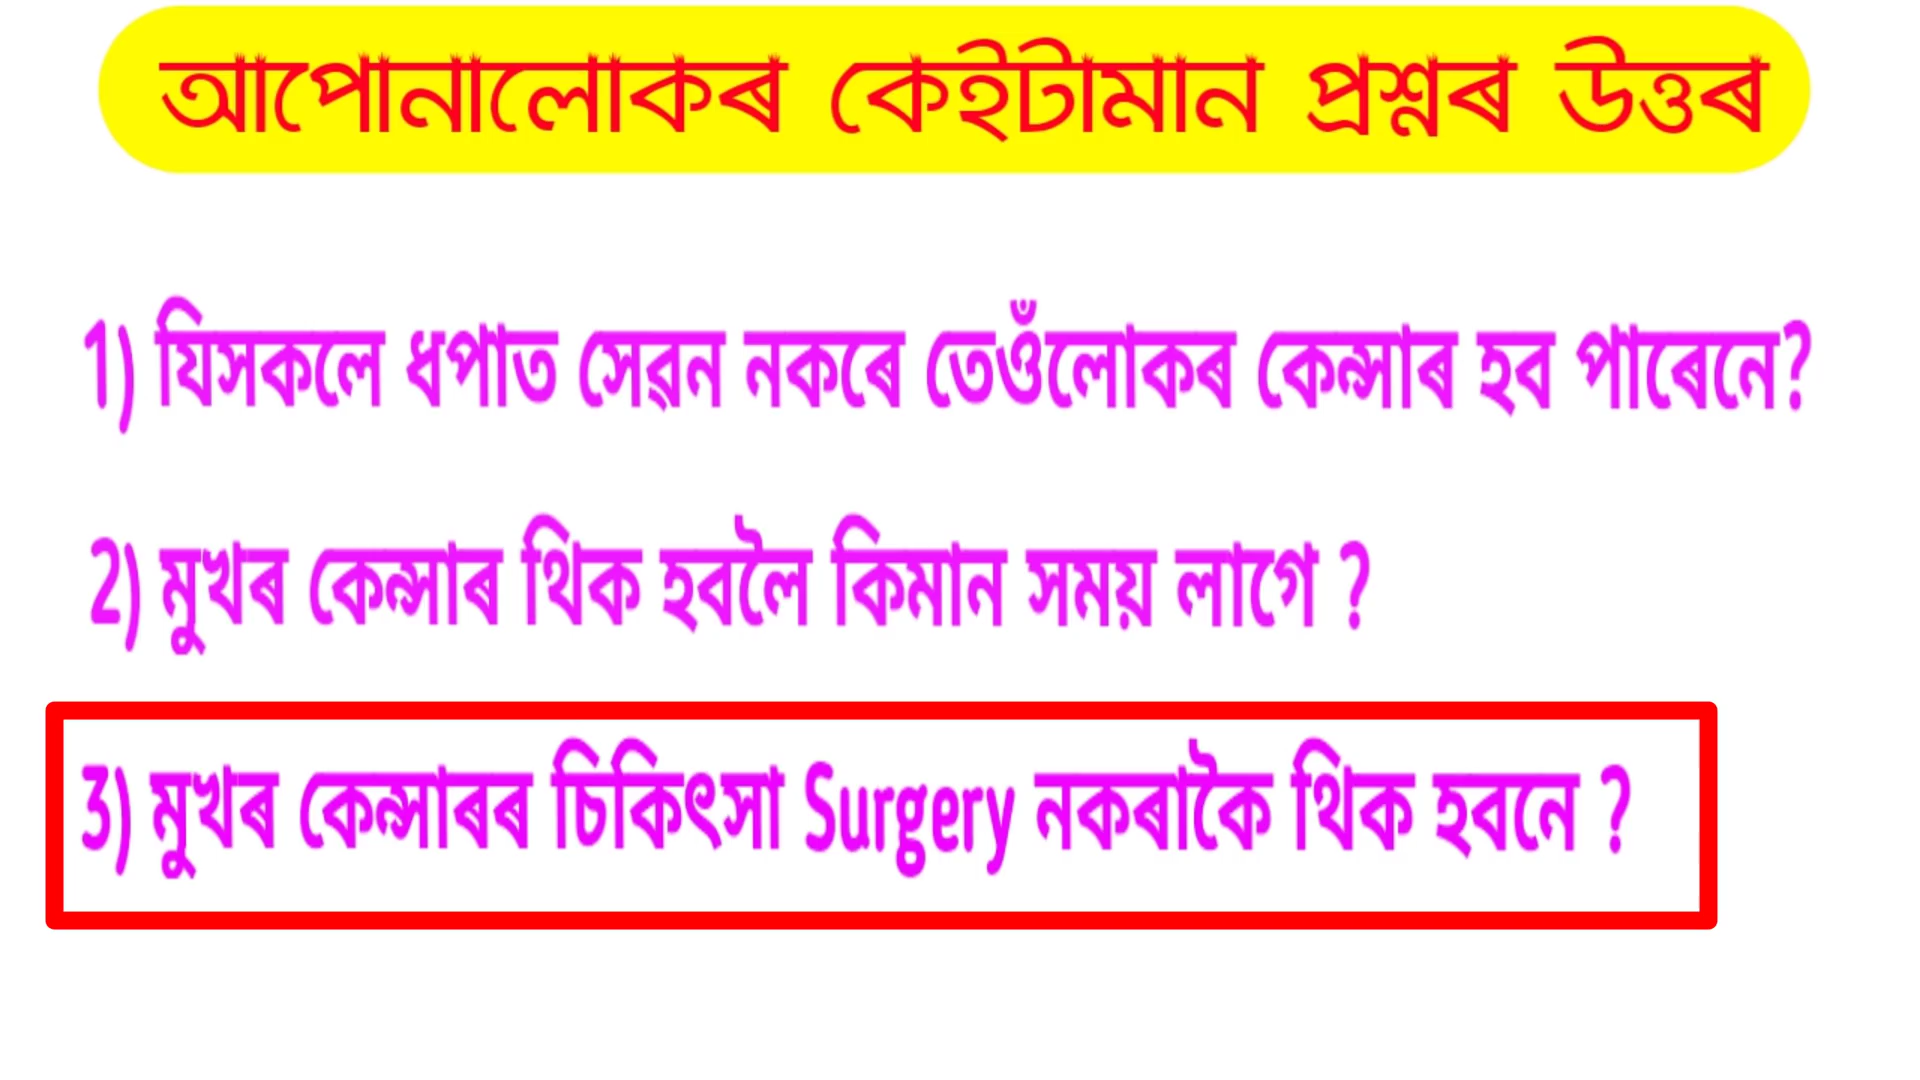 আপোনালোকৰ কেইটামান প্ৰশ্নৰ উত্তৰ
1) যিসকলে ধপাত সেৱন নকৰে তেওঁলোকৰ কেন্সাৰ হব পাৰেনে?
2) মুখৰ কেন্সাৰ থিক হবলৈ কিমান সময় লাগে ?
3) মুখৰ কেন্সাৰৰ চিকিৎসা Surgery নকৰাকৈ থিক হবনে ?